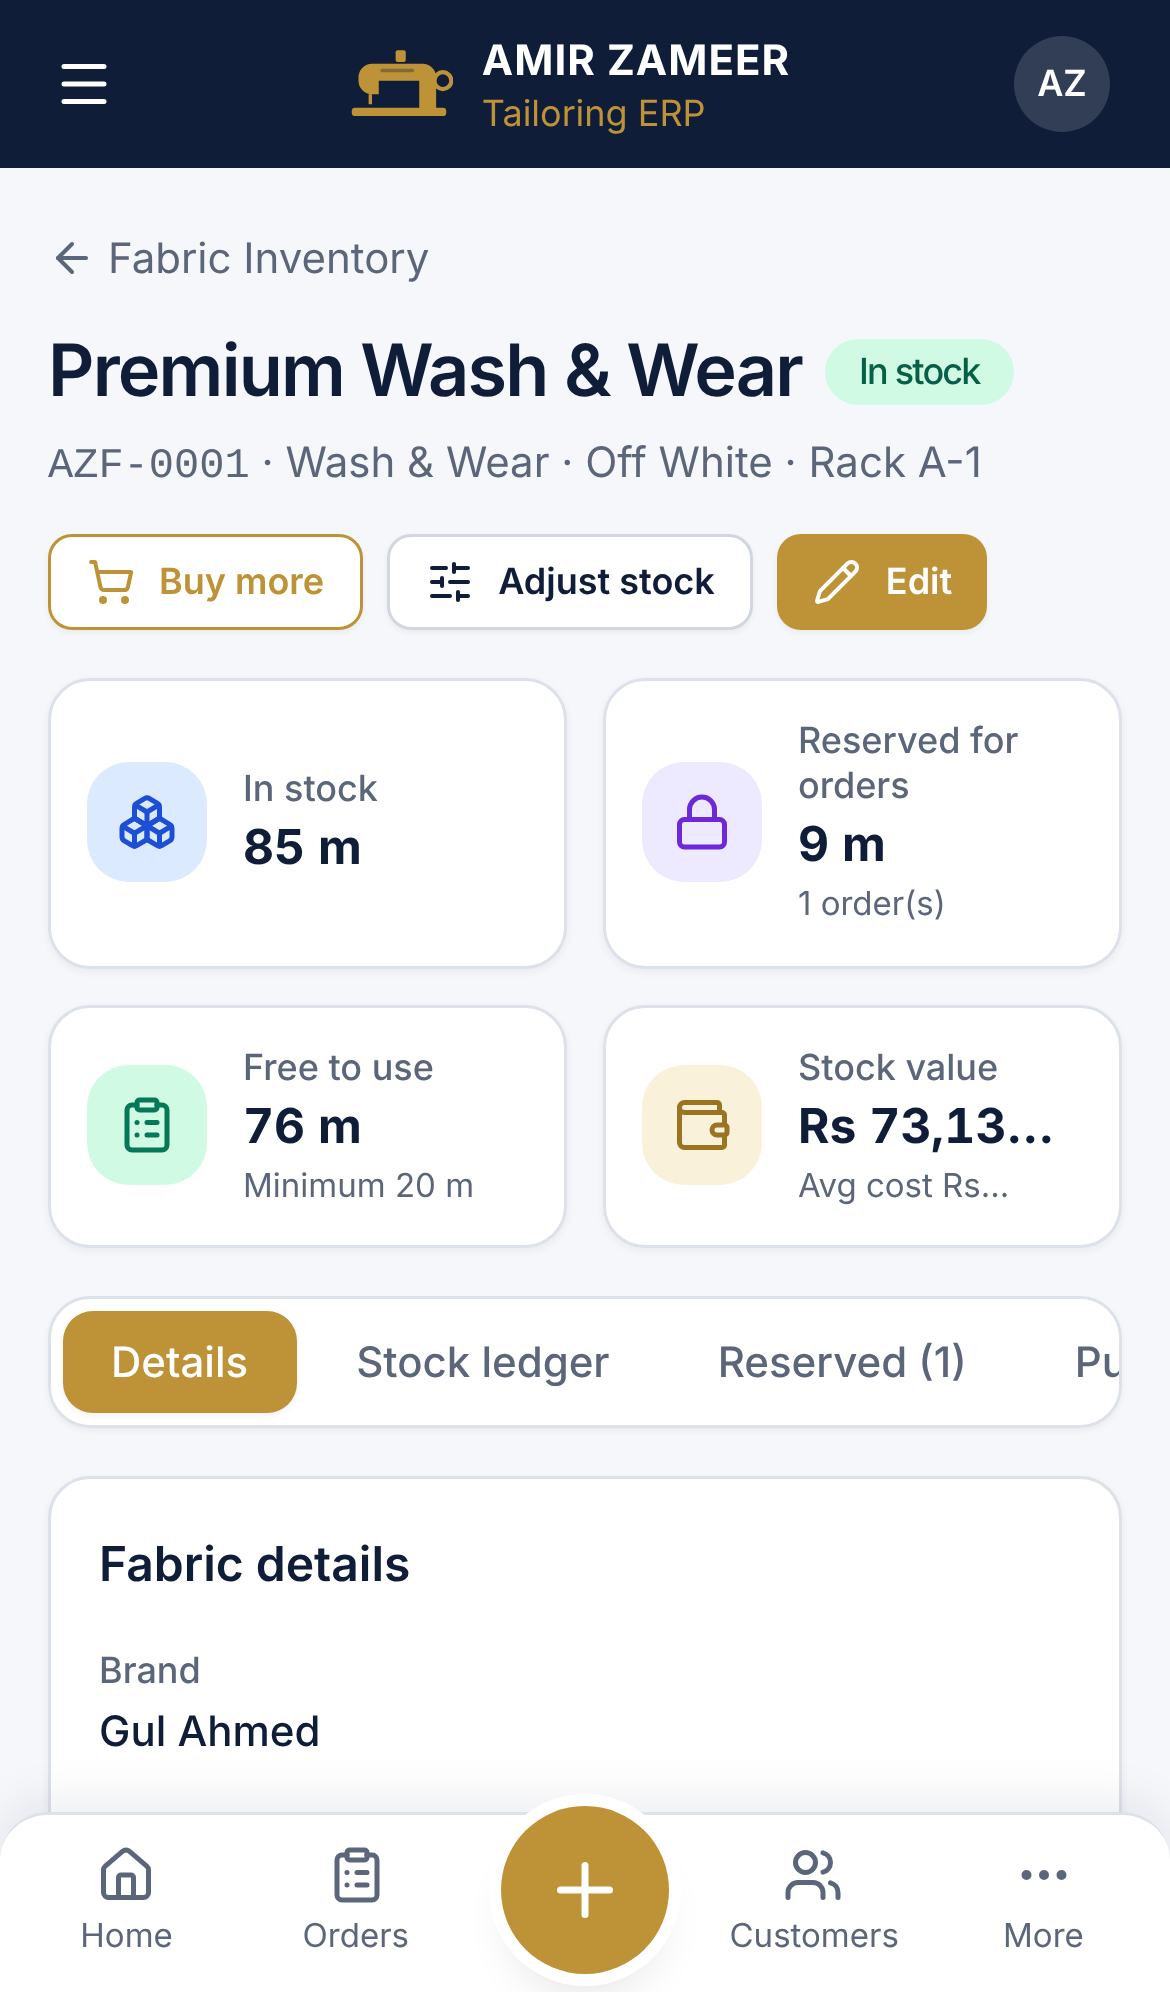 AMIR ZAMEER
Tailoring ERP
AZ
Fabric Inventory
Premium Wash & Wear
In stock
AZF-0001 · Wash & Wear · Off White · Rack A-1
Buy more
Adjust stock
Edit
In stock
85 m
Reserved for
orders
9 m
1 order(s)
Free to use
76 m
Minimum 20 m
Stock value
Rs 73,13...
Avg cost Rs...
Details
Stock ledger
Reserved (1)
Pu
Fabric details
Brand
Gul Ahmed
Home
Orders
Customers
More